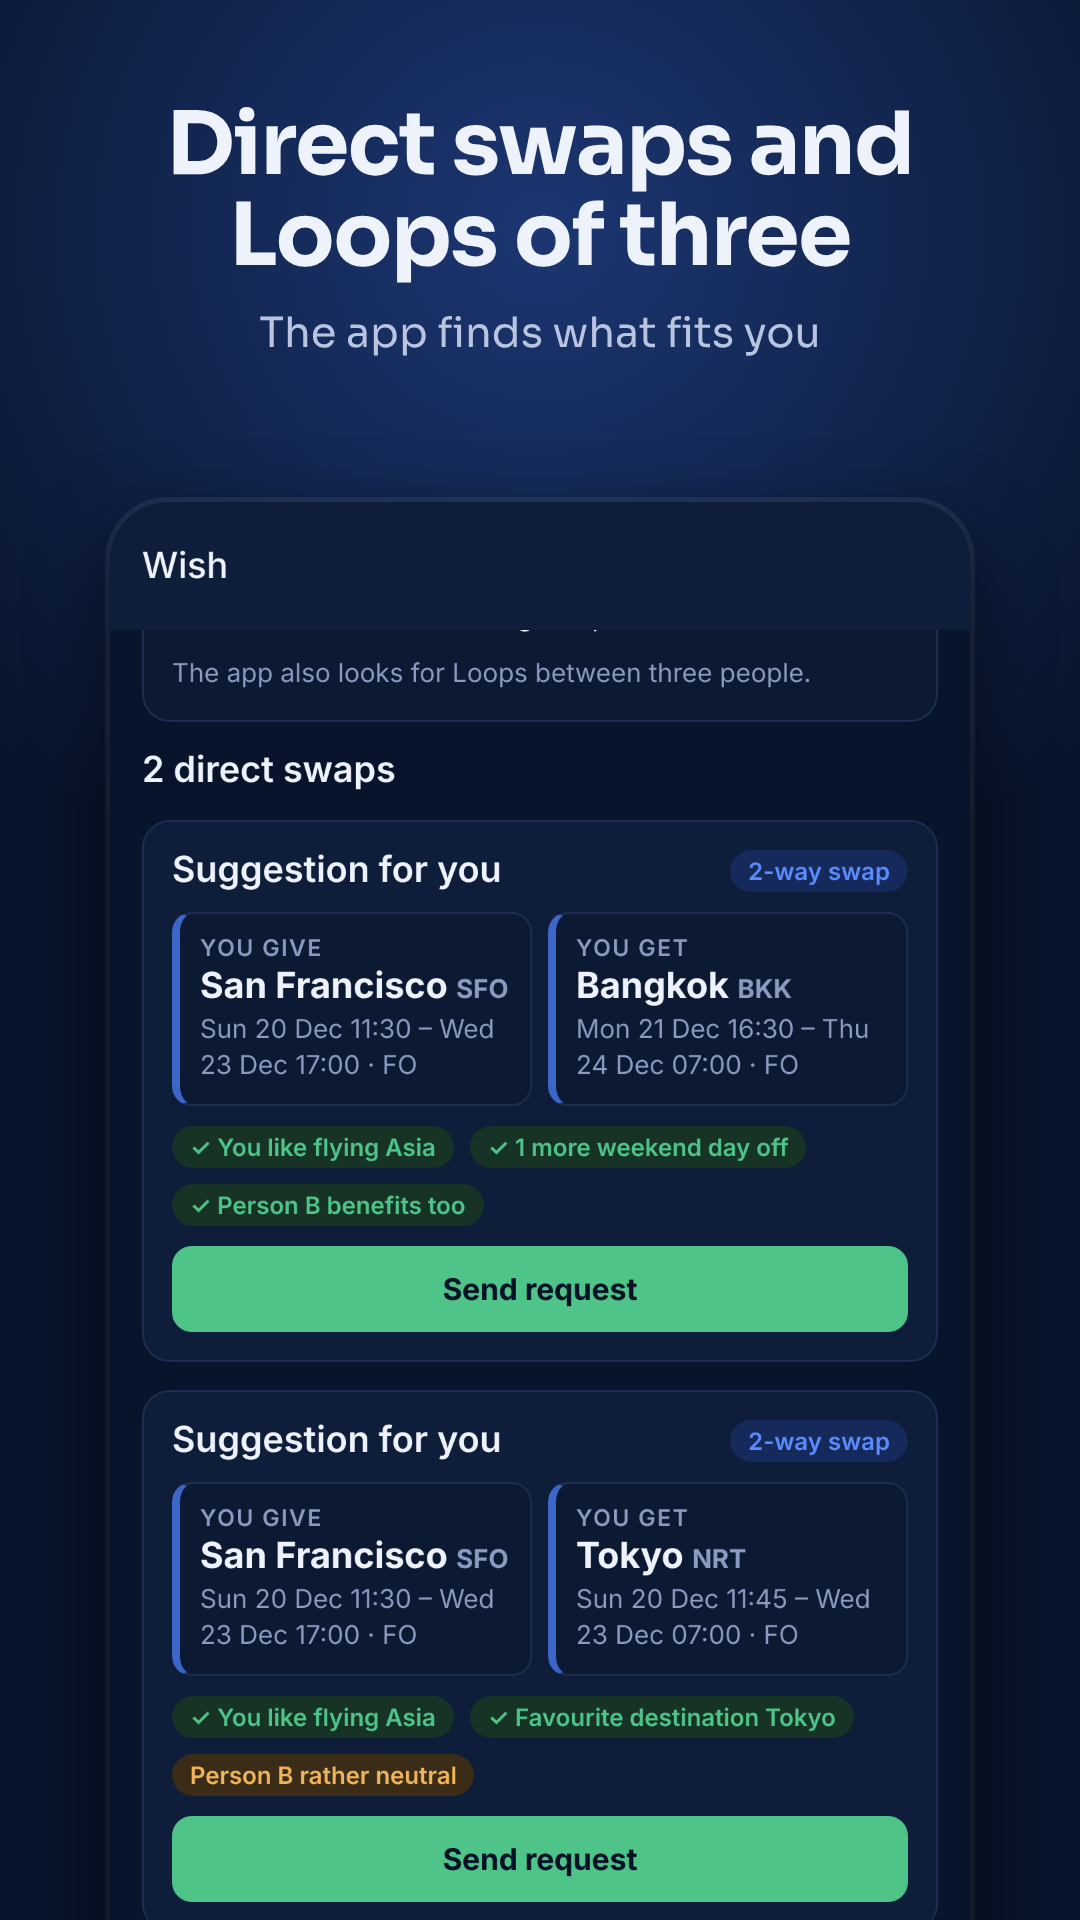 Direct swaps and
Loops of three
The app finds what fits you
Wish
The app also looks for Loops between three people.
2 direct swaps
Suggestion for you
2-way swap
YOU GIVE
San Francisco SFO
Sun 20 Dec 11:30 – Wed
23 Dec 17:00 · FO
YOU GET
Bangkok BKK
Mon 21 Dec 16:30 – Thu
24 Dec 07:00 · FO
✓ You like flying Asia
✓ 1 more weekend day off
✓ Person B benefits too
Send request
Suggestion for you
2-way swap
YOU GIVE
San Francisco SFO
Sun 20 Dec 11:30 – Wed
23 Dec 17:00 · FO
YOU GET
Tokyo NRT
Sun 20 Dec 11:45 – Wed
23 Dec 07:00 · FO
✓ You like flying Asia
✓ Favourite destination Tokyo
Person B rather neutral
Send request